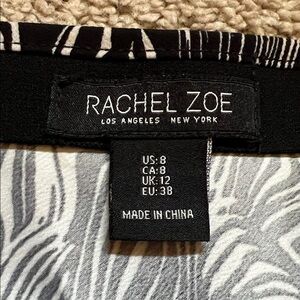 RACHEL ZOE
LOS ANGELES NEW YORK
US: 8
CA: 8
UK: 12
EU: 38
MADE IN CHINA